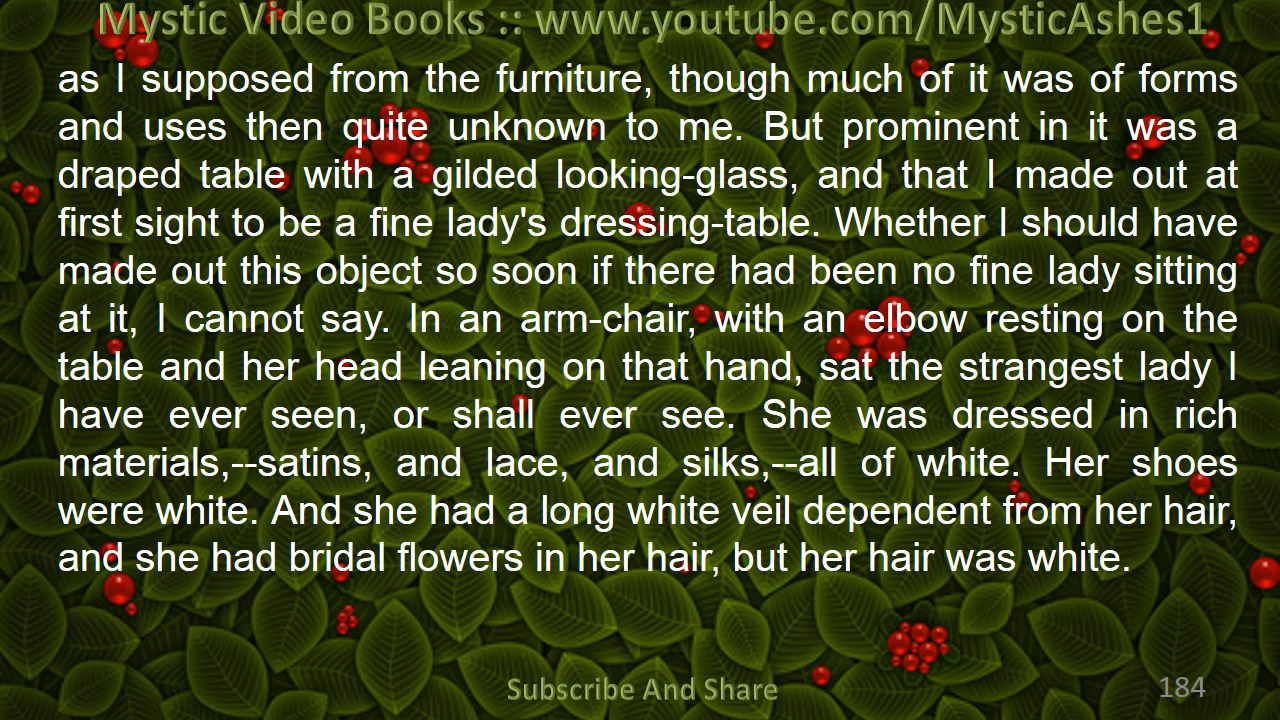 Mystic Video Books :: www.youtube.com/MysticAshes1
as I supposed from the furniture, though much of it was of forms
and uses then quite unknown to me. But prominent in it was a
draped table with a gilded looking-glass, and that I made out at
first sight to be a fine lady's dressing-table. Whether I should have
made out this object so soon if there had been no fine lady sitting
at it, I cannot say. In an arm-chair, with an elbow resting on the
table and her head leaning on that hand, sat the strangest lady I
have ever seen, or shall ever see. She was dressed in rich
materials,--satins, and lace, and silks,--all of white. Her shoes
were white. And she had a long white veil dependent from her hair,
and she had bridal flowers in her hair, but her hair was white.
Subscribe And Share
184